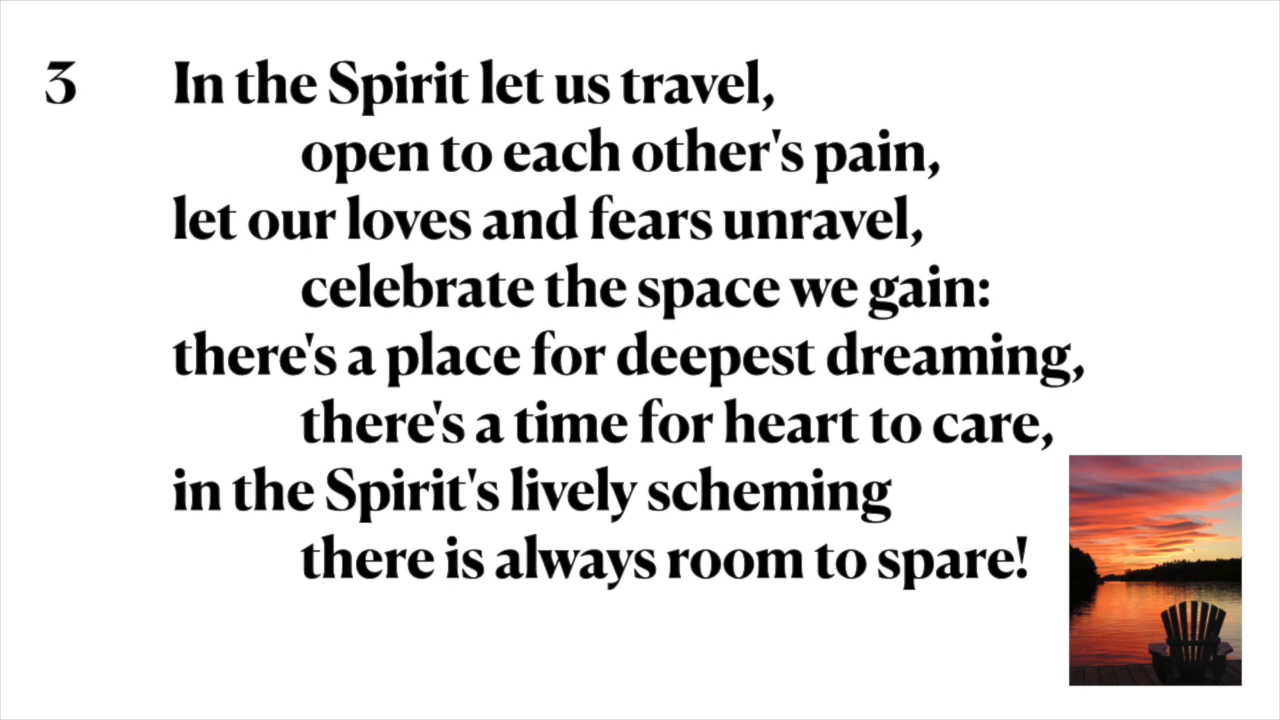 3 In the Spirit let us travel,
open to each other's pain,
let our loves and fears unravel,
celebrate the space we gain:
there's a place for deepest dreaming,
there's a time for heart to care,
in the Spirit's lively scheming
there is always room to spare!